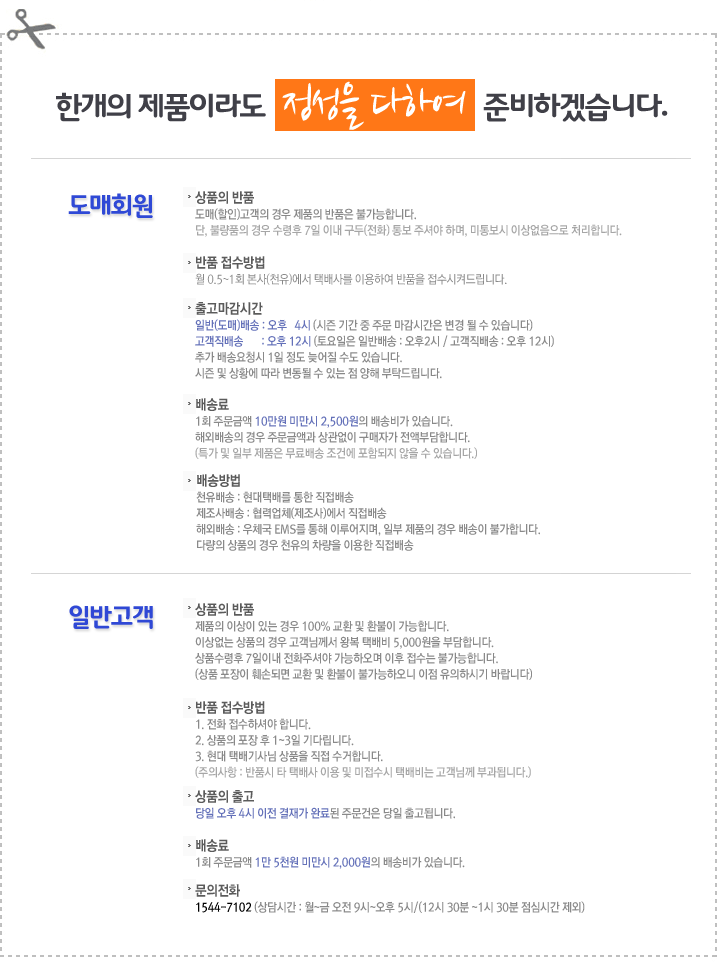 한개의 제품이라도 정성을 다하여 준비하겠습니다.
도매회원
상품의 반품
도매(할인)고객의 경우 제품의 반품은 불가능합니다.
단, 불량품의 경우 수령후 7일 이내 구두(전화) 통보 주셔야 하며, 미통보시 이상없음으로 처리합니다.
반품 접수방법
월 0.5~1회 본사(천유)에서 택배사를 이용하여 반품을 접수시켜드립니다.
출고마감시간
일반(도매)배송 : 오후 4시 (시즌 기간 중 주문 마감시간은 변경 될 수 있습니다)
고객직배송 : 오후 12시 (토요일은 일반배송 : 오후2시 / 고객직배송 : 오후 12시)
추가 배송요청시 1일 정도 늦어질 수도 있습니다.
시즌 및 상황에 따라 변동될 수 있는 점 양해 부탁드립니다.
배송료
1회 주문금액 10만원 미만시 2,500원의 배송비가 있습니다.
해외배송의 경우 주문금액과 상관없이 구매자가 전액부담합니다.
(특가 및 일부 제품은 무료배송 조건에 포함되지 않을 수 있습니다.)
배송방법
천유배송 : 현대택배를 통한 직접배송
제조사배송 : 협력업체(제조사)에서 직접배송
해외배송 : 우체국 EMS를 통해 이루어지며, 일부 제품의 경우 배송이 불가합니다.
다량의 상품의 경우 천유의 차량을 이용한 직접배송
일반고객
상품의 반품
제품의 이상이 있는 경우 100% 교환 및 환불이 가능합니다.
이상없는 상품의 경우 고객님께서 왕복 택배비 5,000원을 부담합니다.
상품수령후 7일이내 전화주셔야 가능하오며 이후 접수는 불가능합니다.
(상품 포장이 훼손되면 교환 및 환불이 불가능하오니 이점 유의하시기 바랍니다)
반품 접수방법
1. 전화 접수하셔야 합니다.
2. 상품의 포장 후 1~3일 기다립니다.
3. 현대 택배기사님 상품을 직접 수거합니다.
(주의사항 : 반품시 타 택배사 이용 및 미접수시 택배비는 고객님께 부과됩니다.)
상품의 출고
당일 오후 4시 이전 결재가 완료된 주문건은 당일 출고됩니다.
배송료
1회 주문금액 1만 5천원 미만시 2,000원의 배송비가 있습니다.
문의전화
1544-7102 (상담시간 : 월~금 오전 9시~오후 5시/(12시 30분 ~1시 30분 점심시간 제외)